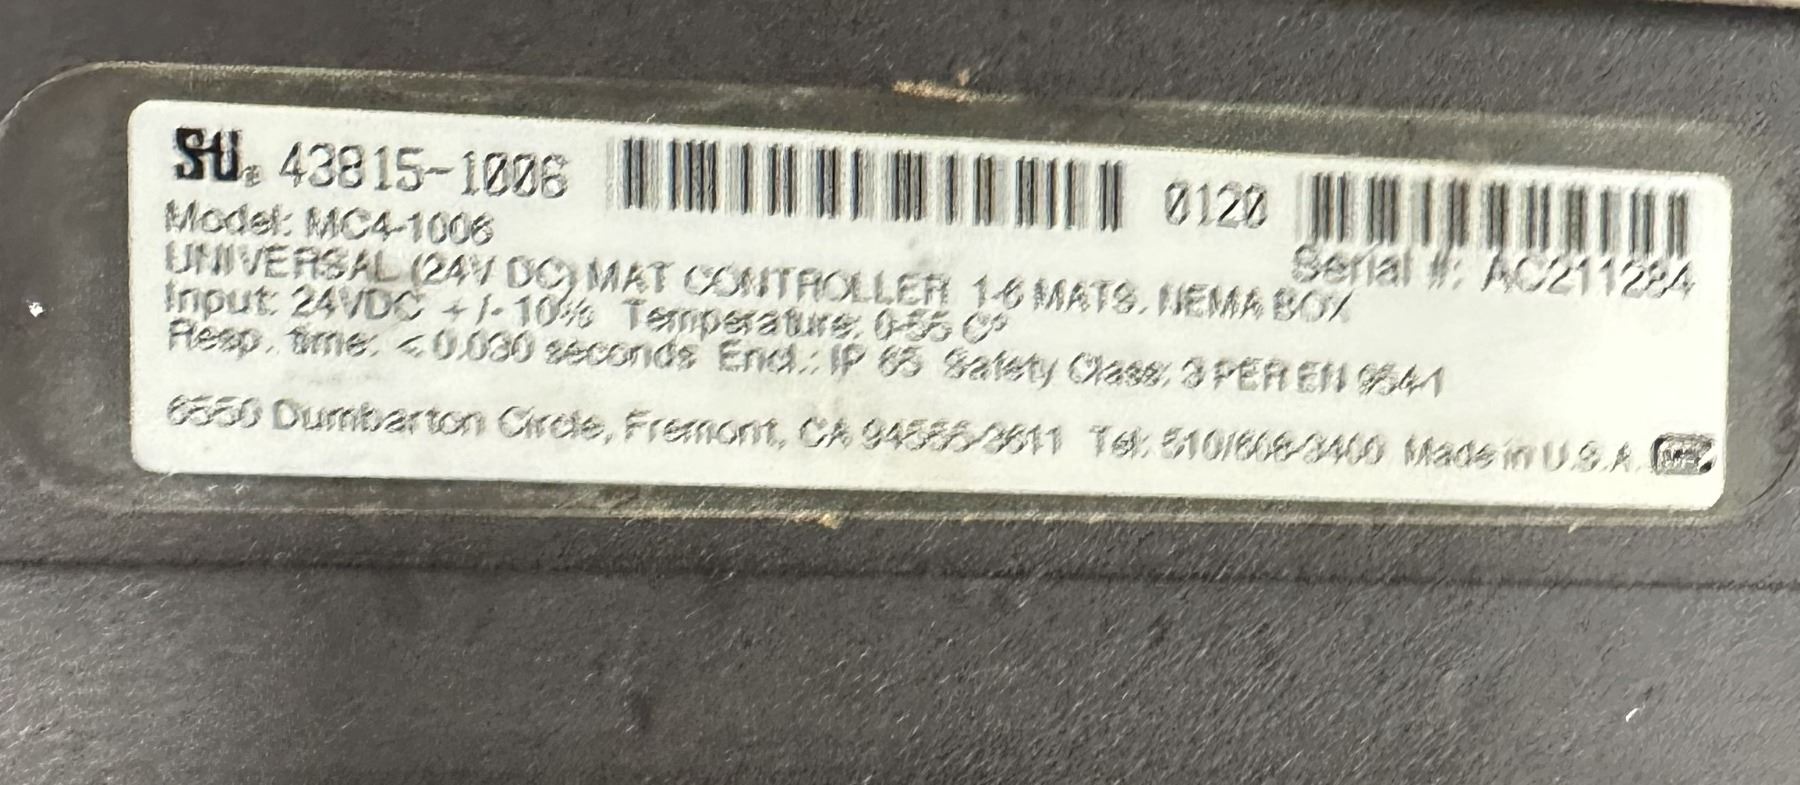 STI® 43815-1006
0120
Model: MC4-1006
Serial #: AC211284
UNIVERSAL (24V DC) MAT CONTROLLER 1-6 MATS, NEMA BOX
Input: 24VDC +/- 10% Temperature: 0-55 C°
Resp. time: <0.030 seconds Encl.: IP 65 Safety Class: 3 PER EN 954-1
6550 Dumbarton Circle, Fremont, CA 94555-3611 Tel: 510/608-3400 Made in U.S.A.